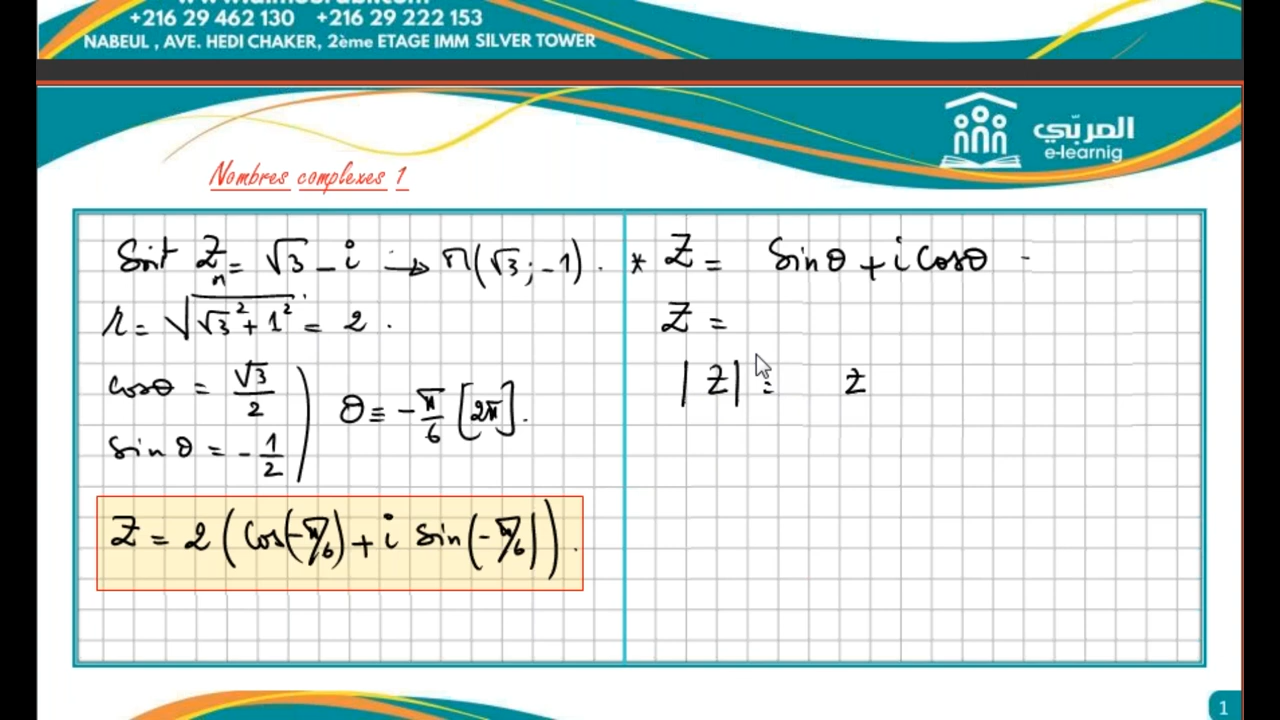 +216 29 462 130 +216 29 222 153
NABEUL , AVE. HEDI CHAKER, 2ème ETAGE IMM SILVER TOWER
المربّي
e-learnig
Nombres complexes 1
Soit Z = √3 - i → M(√3 ; -1) .
r = √(√3² + 1²) = 2 .
cosθ = √3/2
sinθ = -1/2
θ ≡ -π/6 [2π] .
Z = 2 (cos(-π/6) + i sin(-π/6)) .
* Z = sinθ + i cosθ
Z =
|Z| = z
1